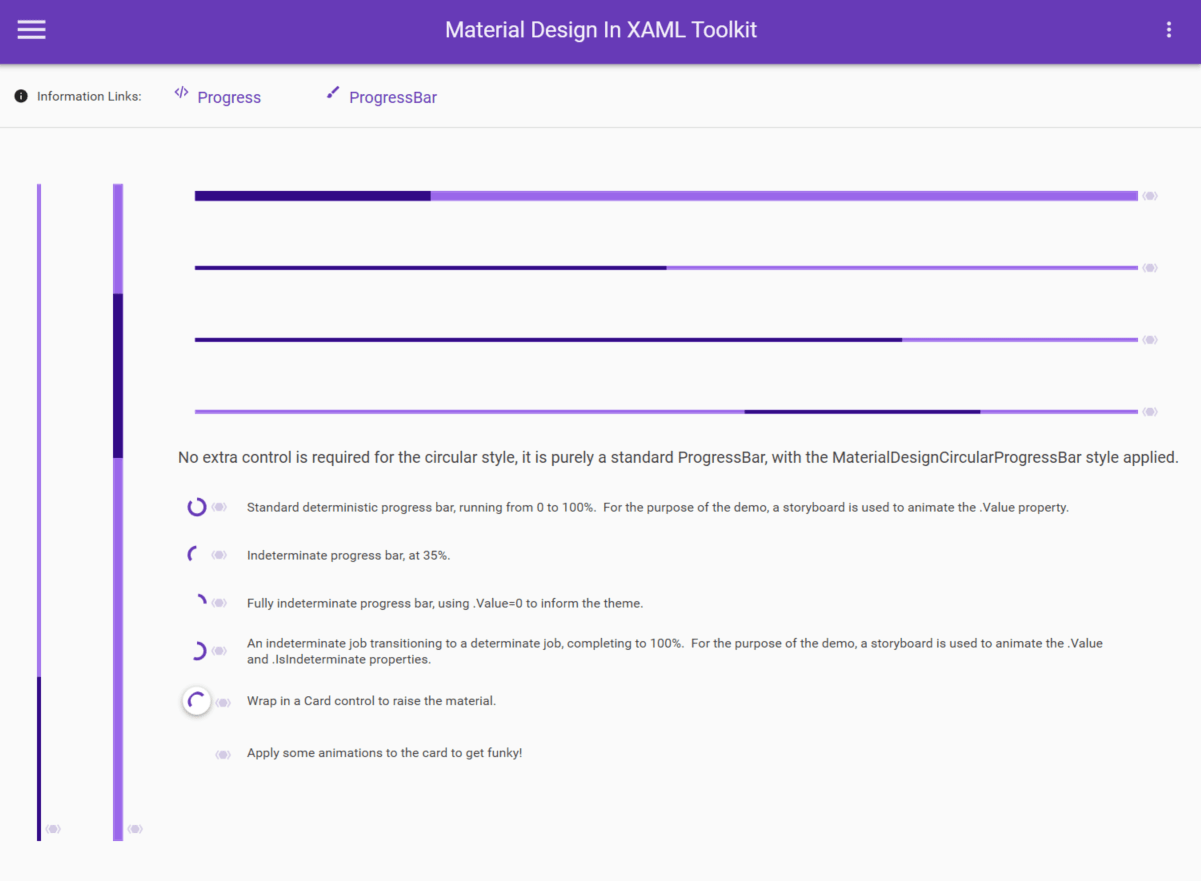 Material Design In XAML Toolkit
Information Links:
Progress
ProgressBar
No extra control is required for the circular style, it is purely a standard ProgressBar, with the MaterialDesignCircularProgressBar style applied.
Standard deterministic progress bar, running from 0 to 100%.  For the purpose of the demo, a storyboard is used to animate the .Value property.
Indeterminate progress bar, at 35%.
Fully indeterminate progress bar, using .Value=0 to inform the theme.
An indeterminate job transitioning to a determinate job, completing to 100%.  For the purpose of the demo, a storyboard is used to animate the .Value
and .IsIndeterminate properties.
Wrap in a Card control to raise the material.
Apply some animations to the card to get funky!